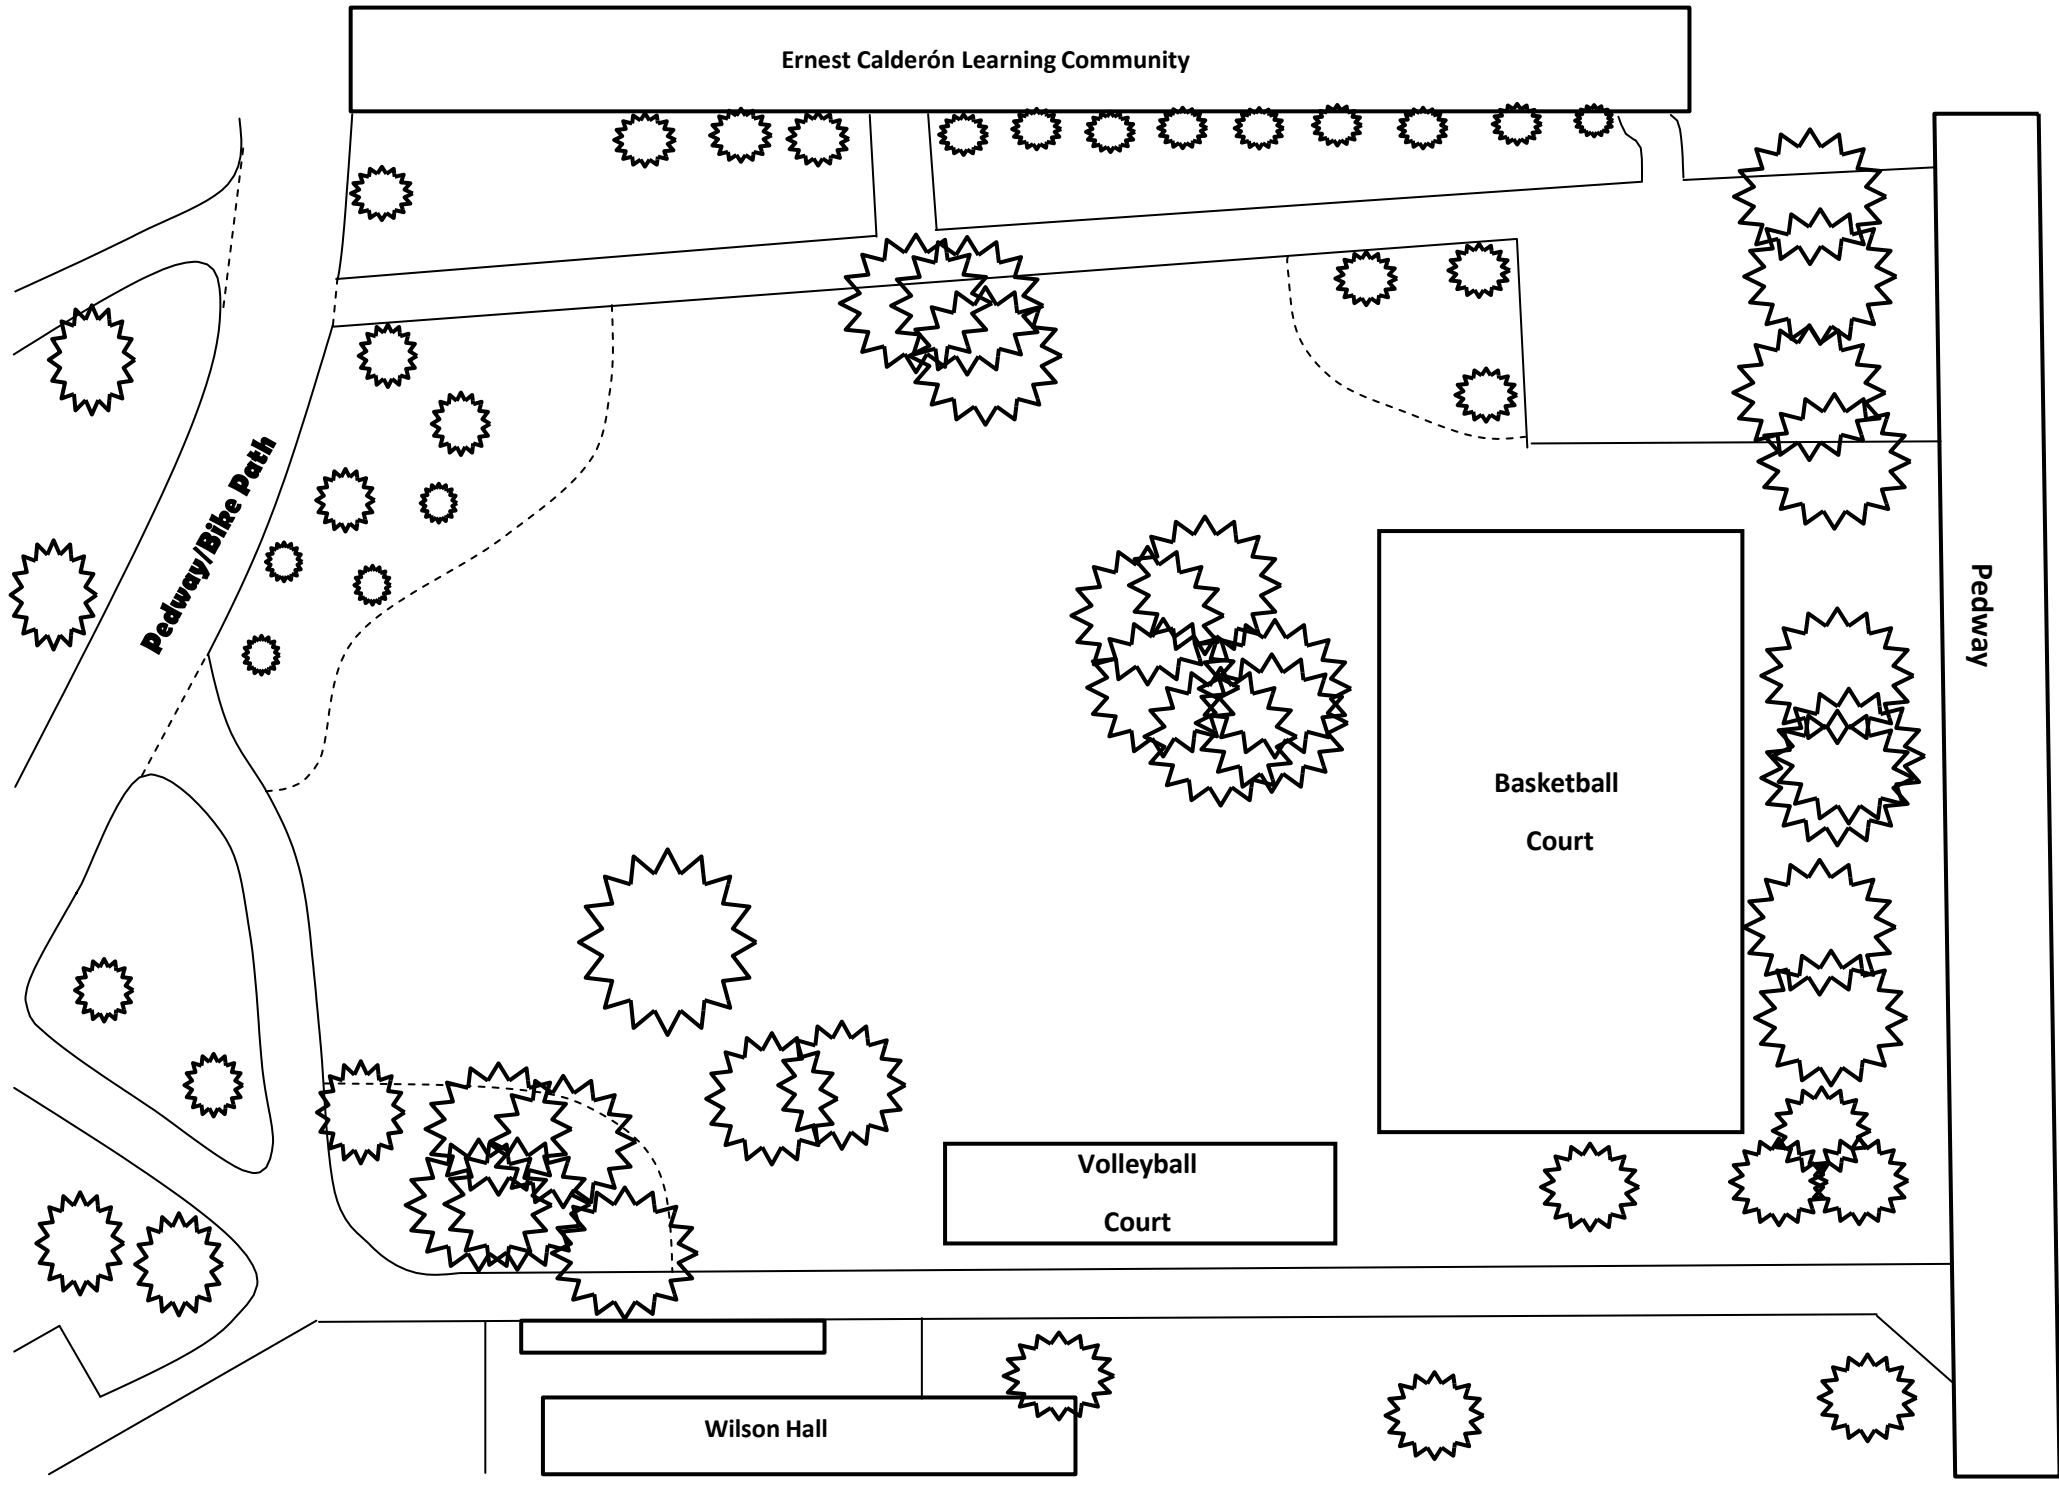 Ernest Calderón Learning Community
Pedway/Bike Path
Pedway
Basketball
Court
Volleyball
Court
Wilson Hall